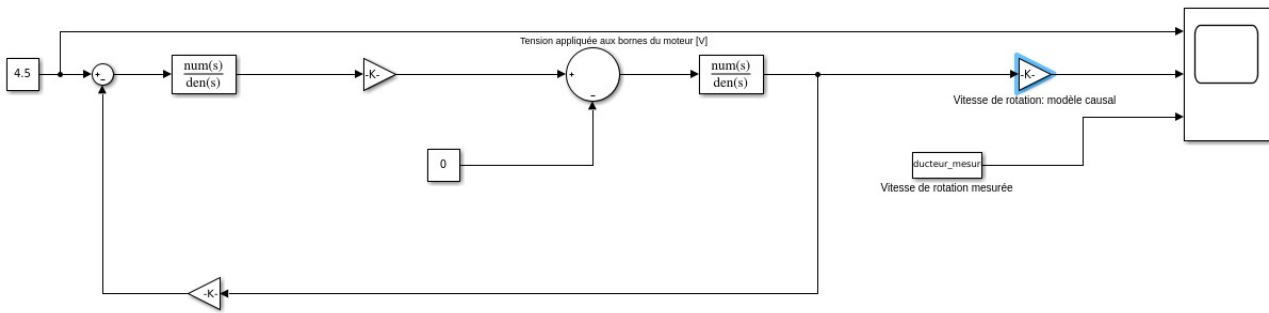 Tension appliquée aux bornes du moteur [V]
4.5
+
-
num(s)
den(s)
-K-
+
-
num(s)
den(s)
-K-
Vitesse de rotation: modèle causal
0
ducteur_mesur
Vitesse de rotation mesurée
-K-